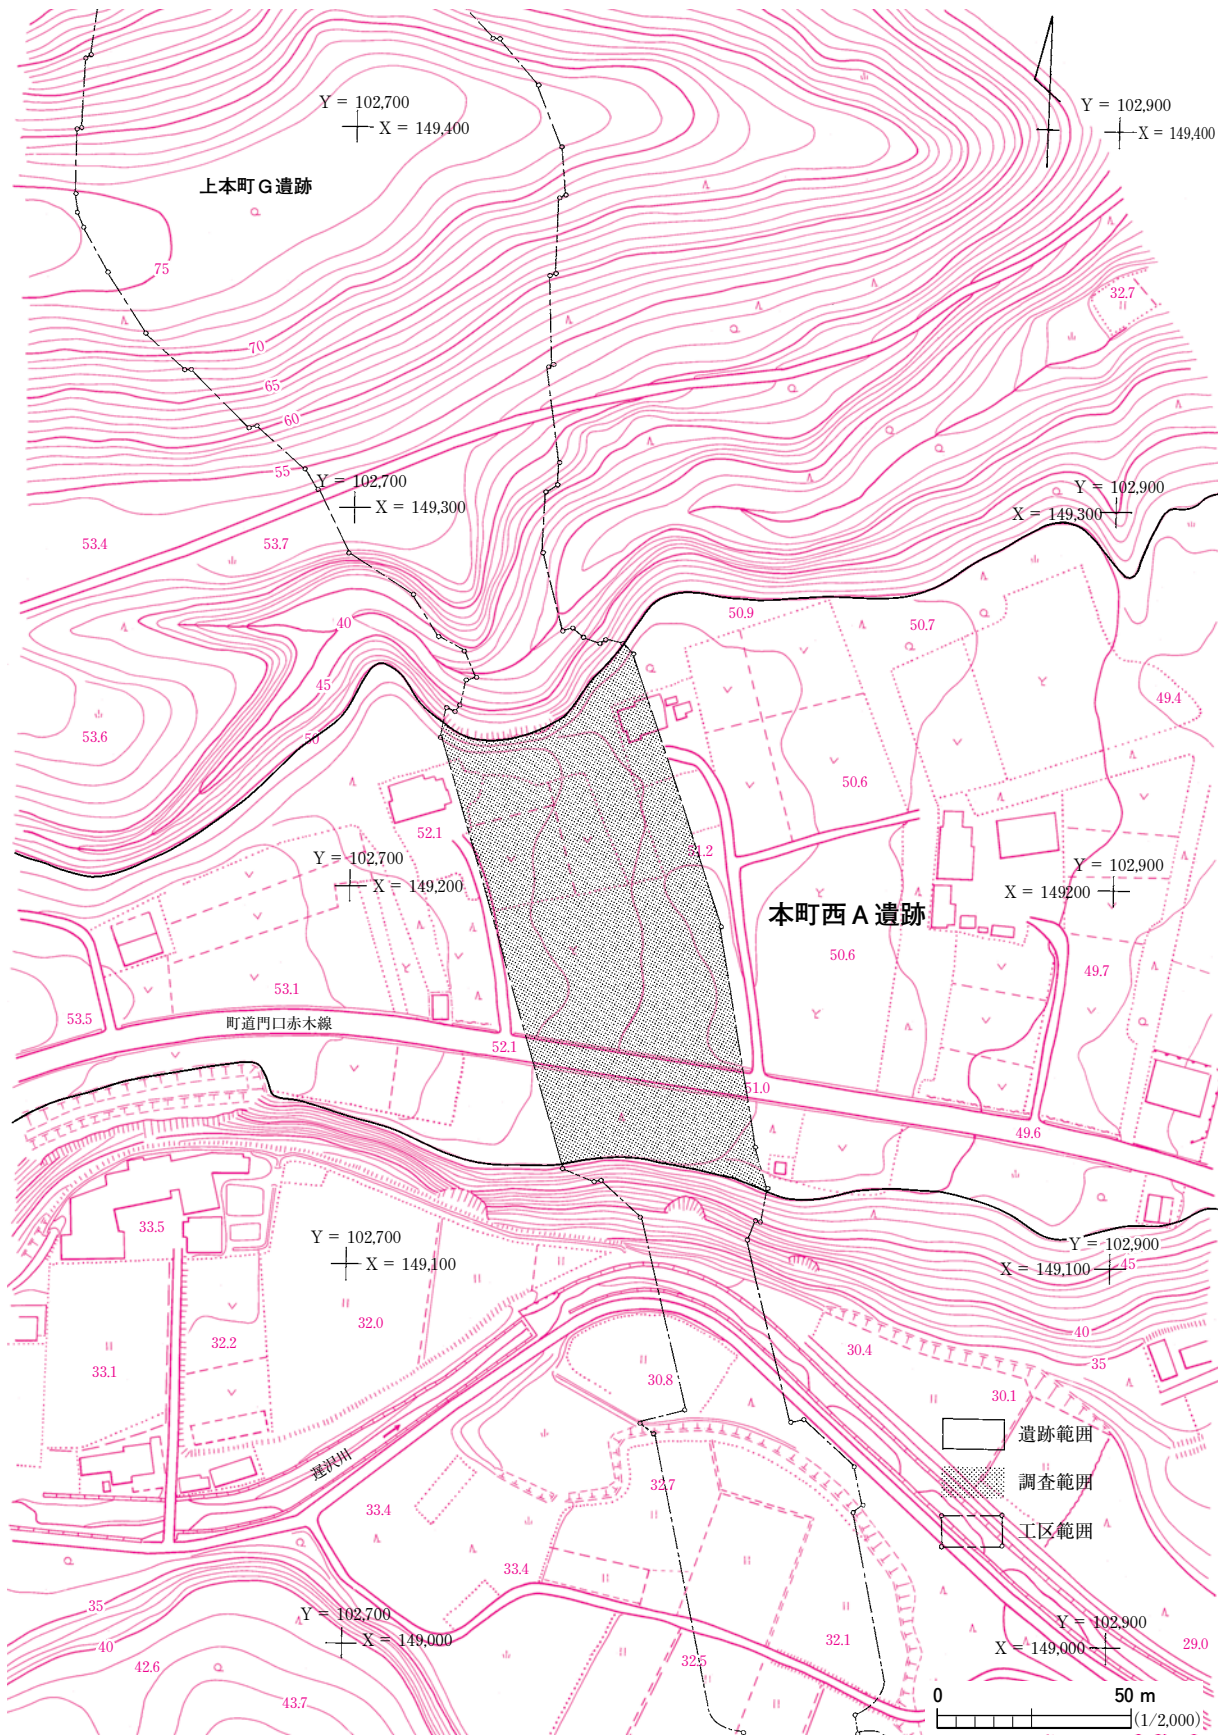 Y = 102,700
X = 149,400
Y = 102,900
X = 149,400
上本町G遺跡
75
32.7
70
65
60
55
Y = 102,700
X = 149,300
Y = 102,900
X = 149,300
53.4
53.7
40
50.9
50.7
45
49.4
53.6
50
50.6
52.1
51.2
Y = 102,700
X = 149,200
Y = 102,900
X = 149200
本町西A遺跡
50.6
49.7
53.1
53.5
町道門口赤木線
52.1
51.0
49.6
33.5
Y = 102,700
X = 149,100
Y = 102,900
X = 149,100
45
32.0
32.2
40
35
30.4
33.1
30.8
30.1
遺跡範囲
遅沢川
32.7
調査範囲
33.4
工区範囲
33.4
35
40
Y = 102,700
X = 149,000
Y = 102,900
X = 149,000
32.1
29.0
42.6
32.5
43.7
0 50 m
(1/2,000)